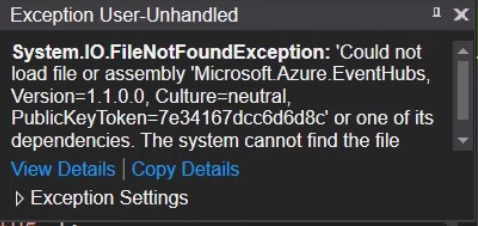 Exception User-Unhandled
System.IO.FileNotFoundException: 'Could not
load file or assembly 'Microsoft.Azure.EventHubs,
Version=1.1.0.0, Culture=neutral,
PublicKeyToken=7e34167dcc6d6d8c' or one of its
dependencies. The system cannot find the file
View Details | Copy Details
Exception Settings